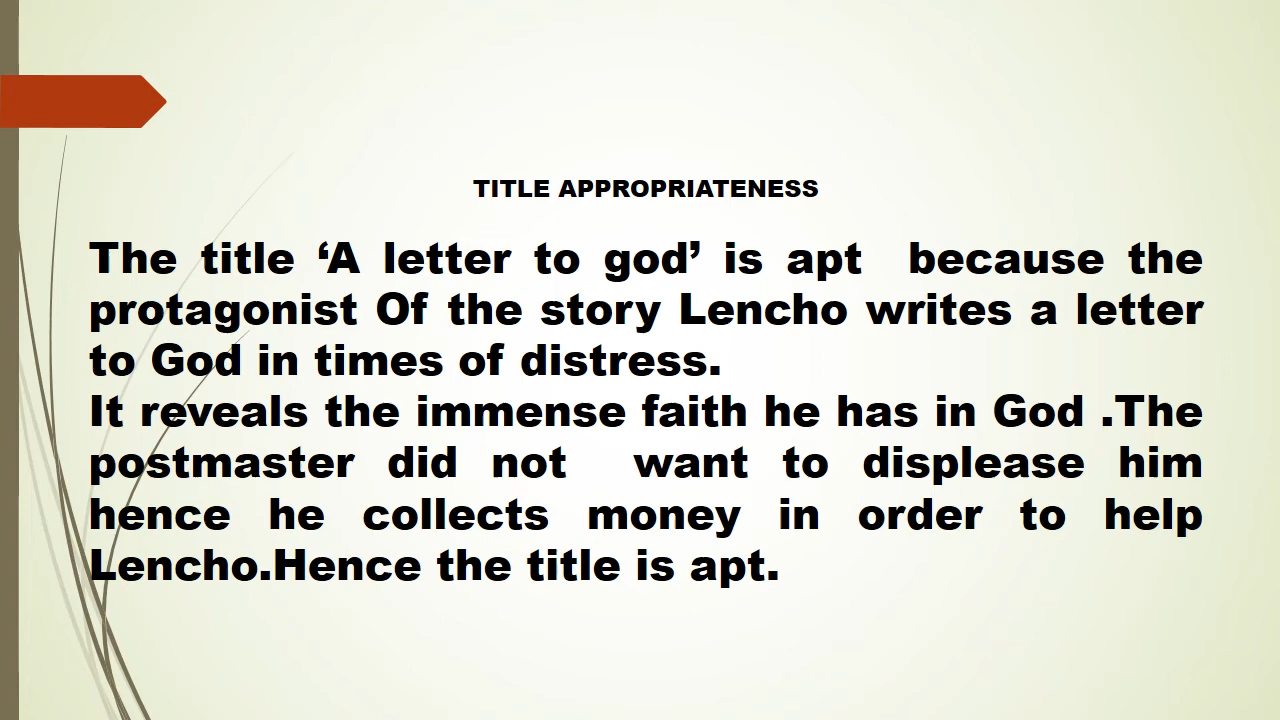 TITLE APPROPRIATENESS
The title ‘A letter to god’ is apt  because the
protagonist Of the story Lencho writes a letter
to God in times of distress.
It reveals the immense faith he has in God .The
postmaster did not  want to displease him
hence he collects money in order to help
Lencho.Hence the title is apt.